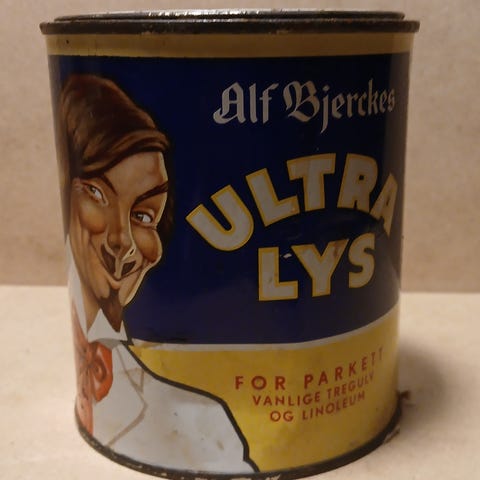 Alf Bjerckes
ULTRA
LYS
FOR PARKETT
VANLIGE TREGULV
OG LINOLEUM